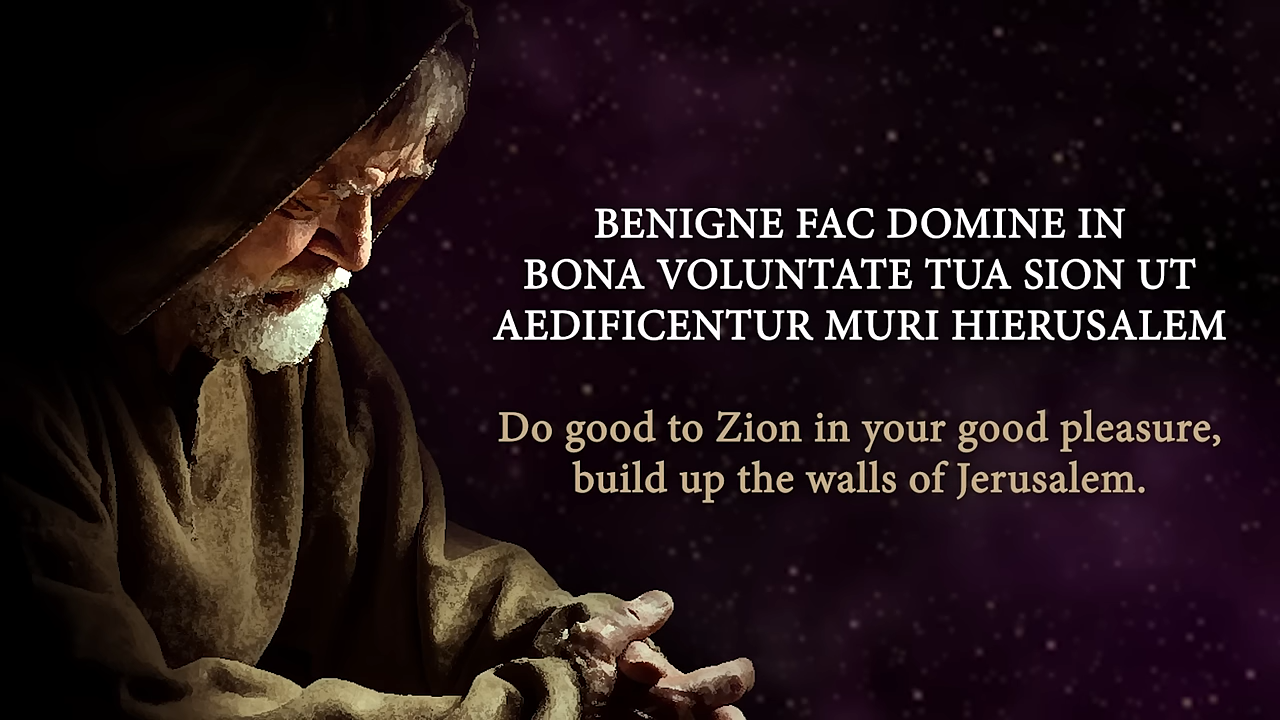 BENIGNE FAC DOMINE IN
BONA VOLUNTATE TUA SION UT
AEDIFICENTUR MURI HIERUSALEM
Do good to Zion in your good pleasure,
build up the walls of Jerusalem.